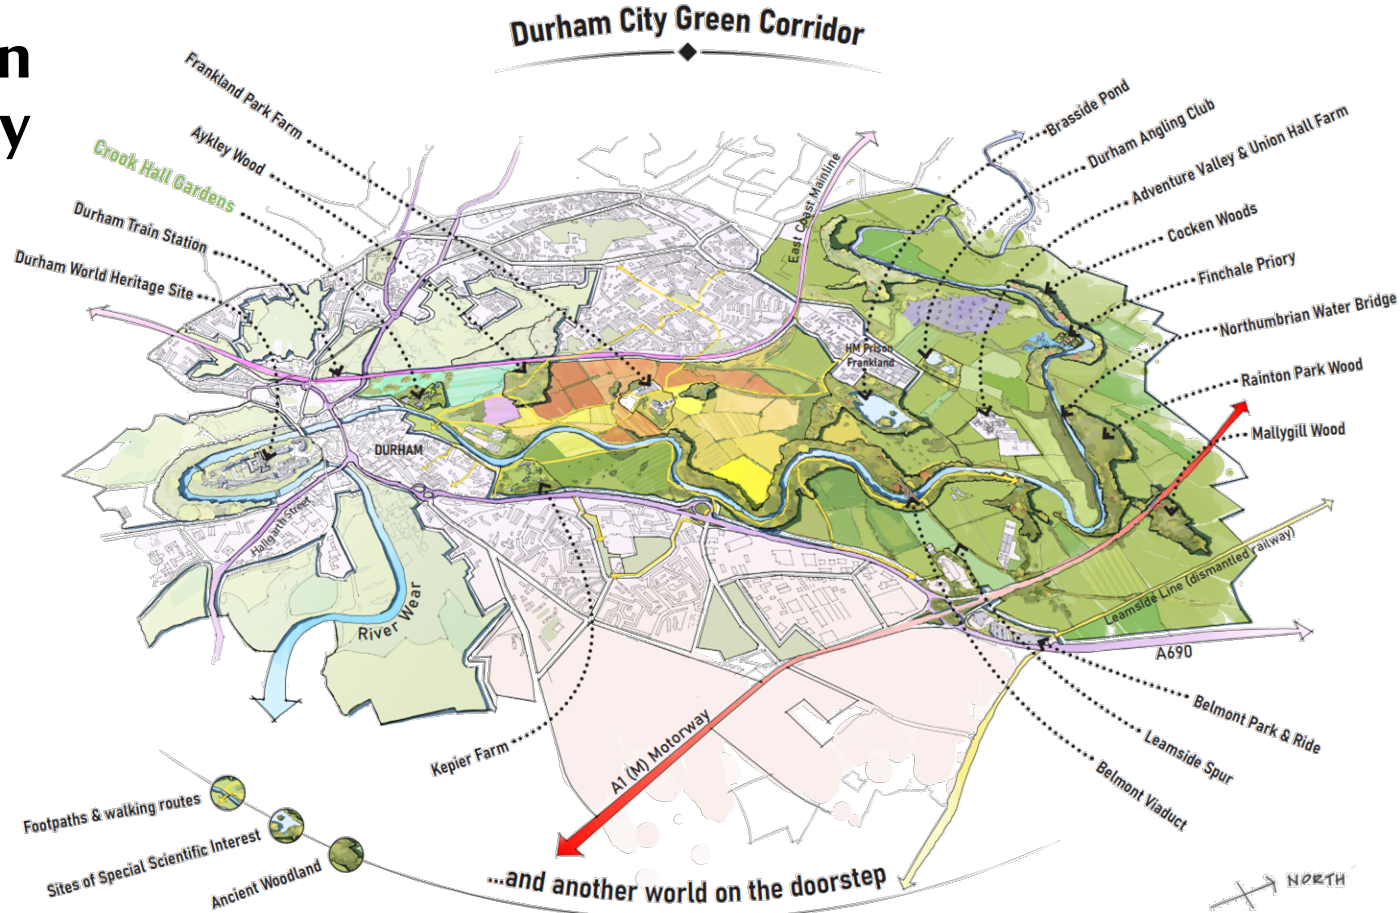 n
y
Durham City Green Corridor
Frankland Park Farm
Aykley Wood
Crook Hall Gardens
Durham Train Station
Durham World Heritage Site
East Coast Mainline
Brasside Pond
Durham Angling Club
Adventure Valley & Union Hall Farm
Cocken Woods
Finchale Priory
Northumbrian Water Bridge
Rainton Park Wood
Mallygill Wood
HM Prison
Frankland
DURHAM
Hallgarth Street
River Wear
Leamside Line (dismantled railway)
A690
Kepier Farm
A1 (M) Motorway
Belmont Park & Ride
Leamside Spur
Belmont Viaduct
Footpaths & walking routes
Sites of Special Scientific Interest
Ancient Woodland
...and another world on the doorstep
NORTH